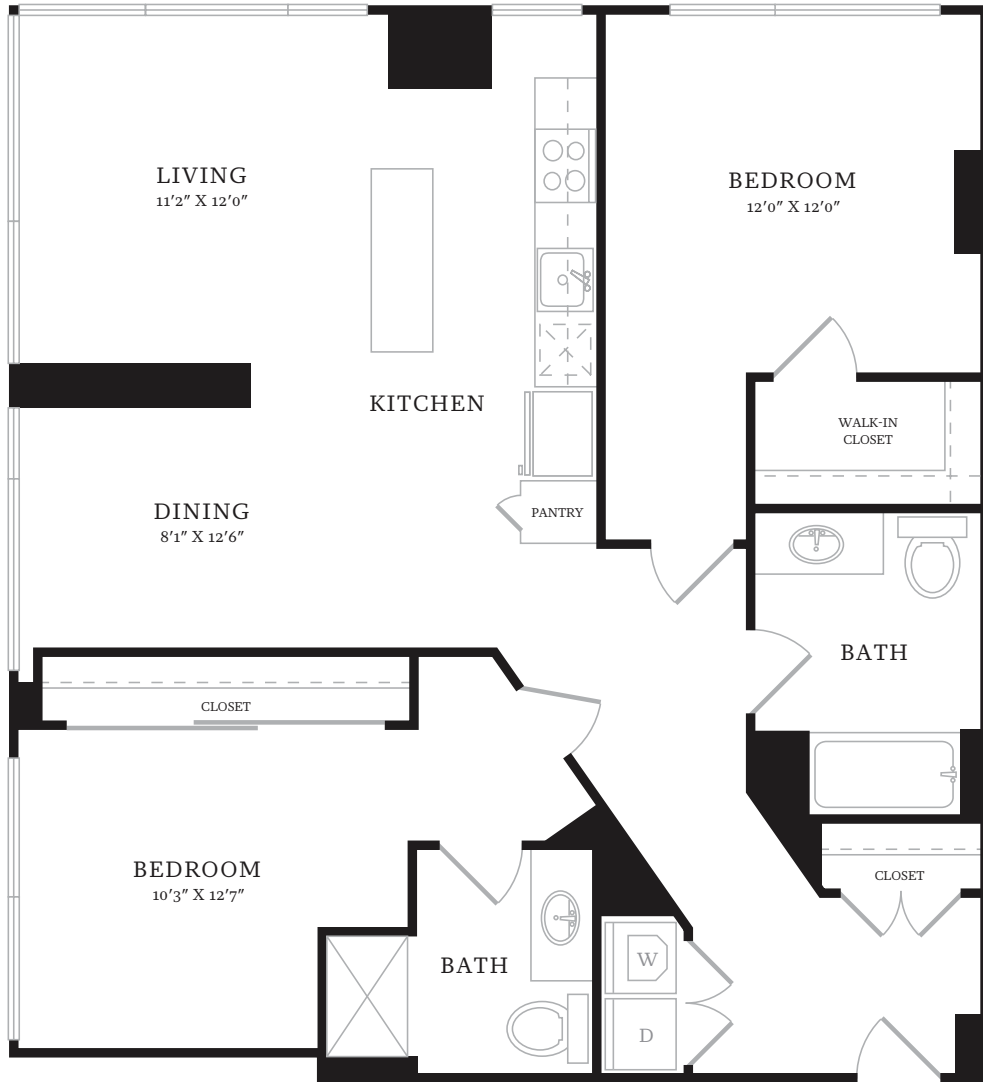 LIVING
11′2″ X 12′0″
BEDROOM
12′0″ X 12′0″
KITCHEN
WALK-IN
CLOSET
DINING
8′1″ X 12′6″
PANTRY
BATH
CLOSET
BEDROOM
10′3″ X 12′7″
CLOSET
BATH
W
D